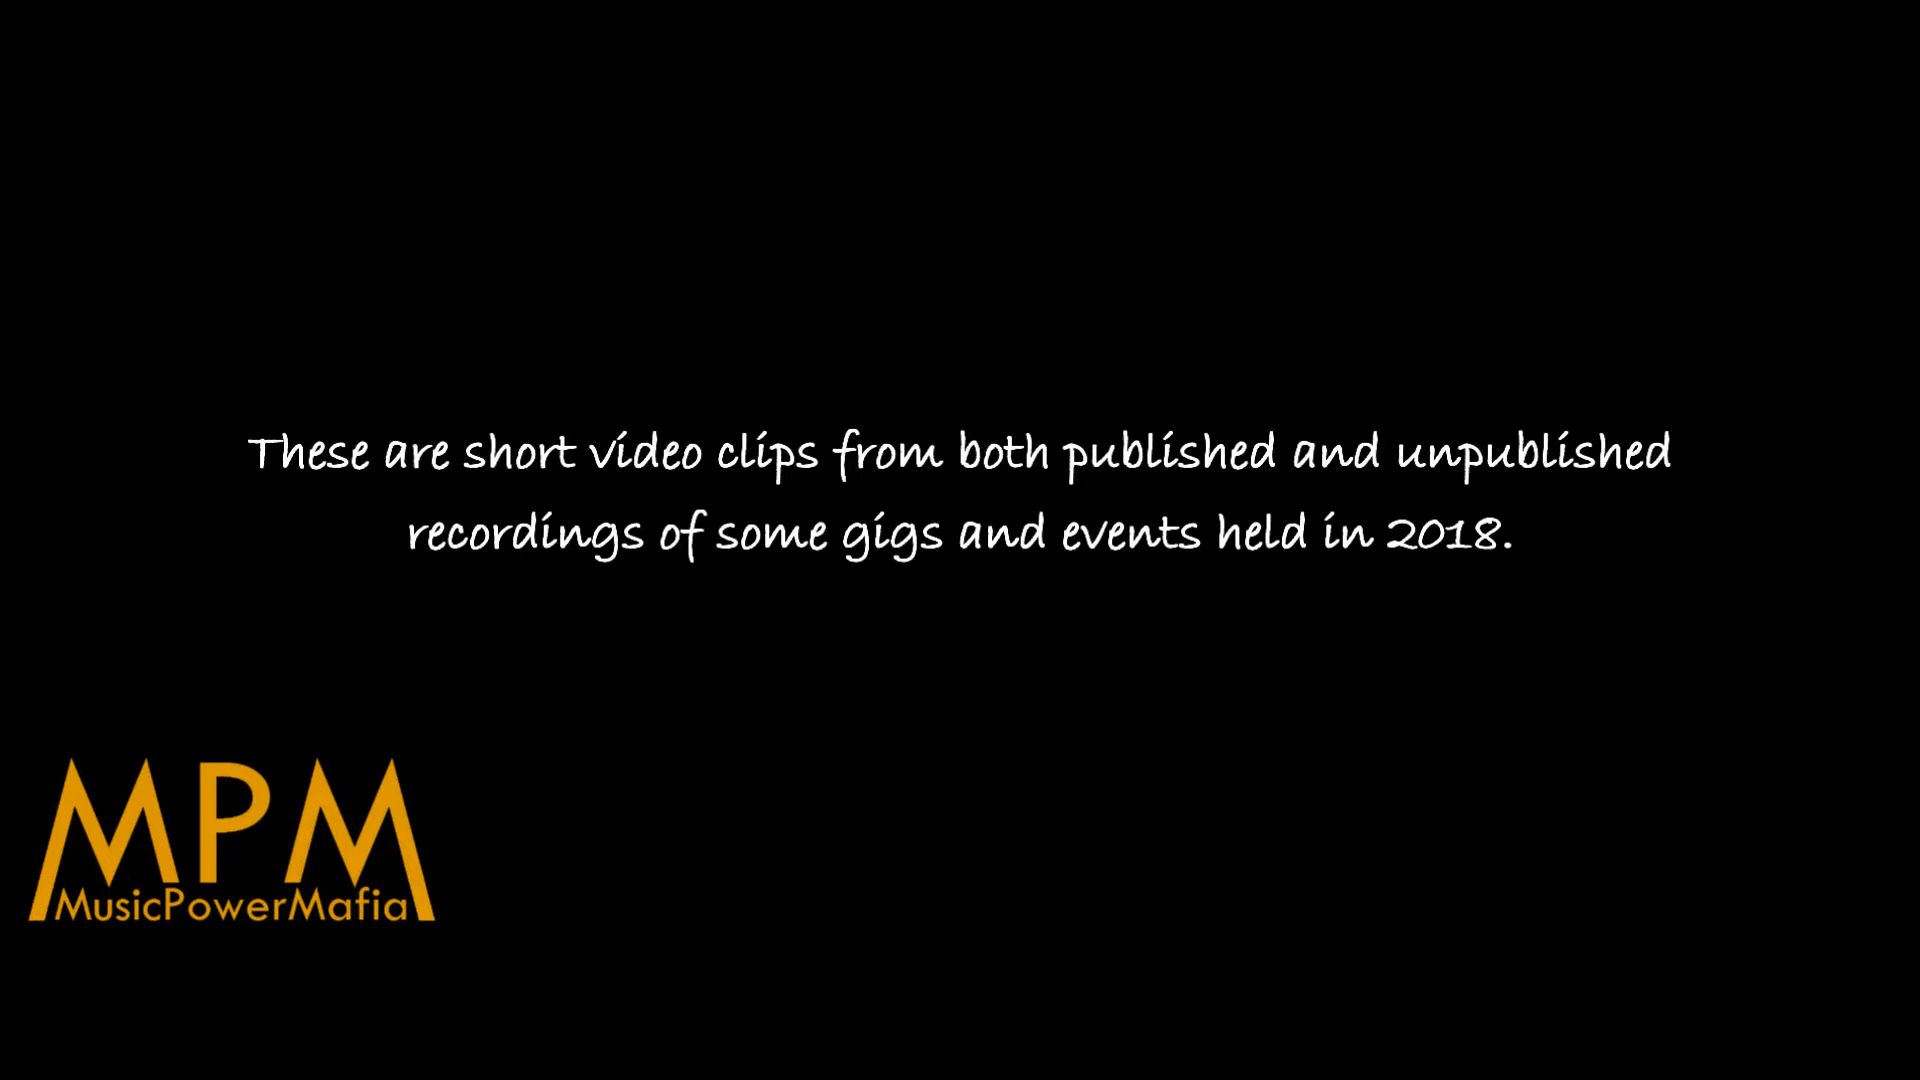 These are short video clips from both published and unpublished
recordings of some gigs and events held in 2018.
MPM
MusicPowerMafia